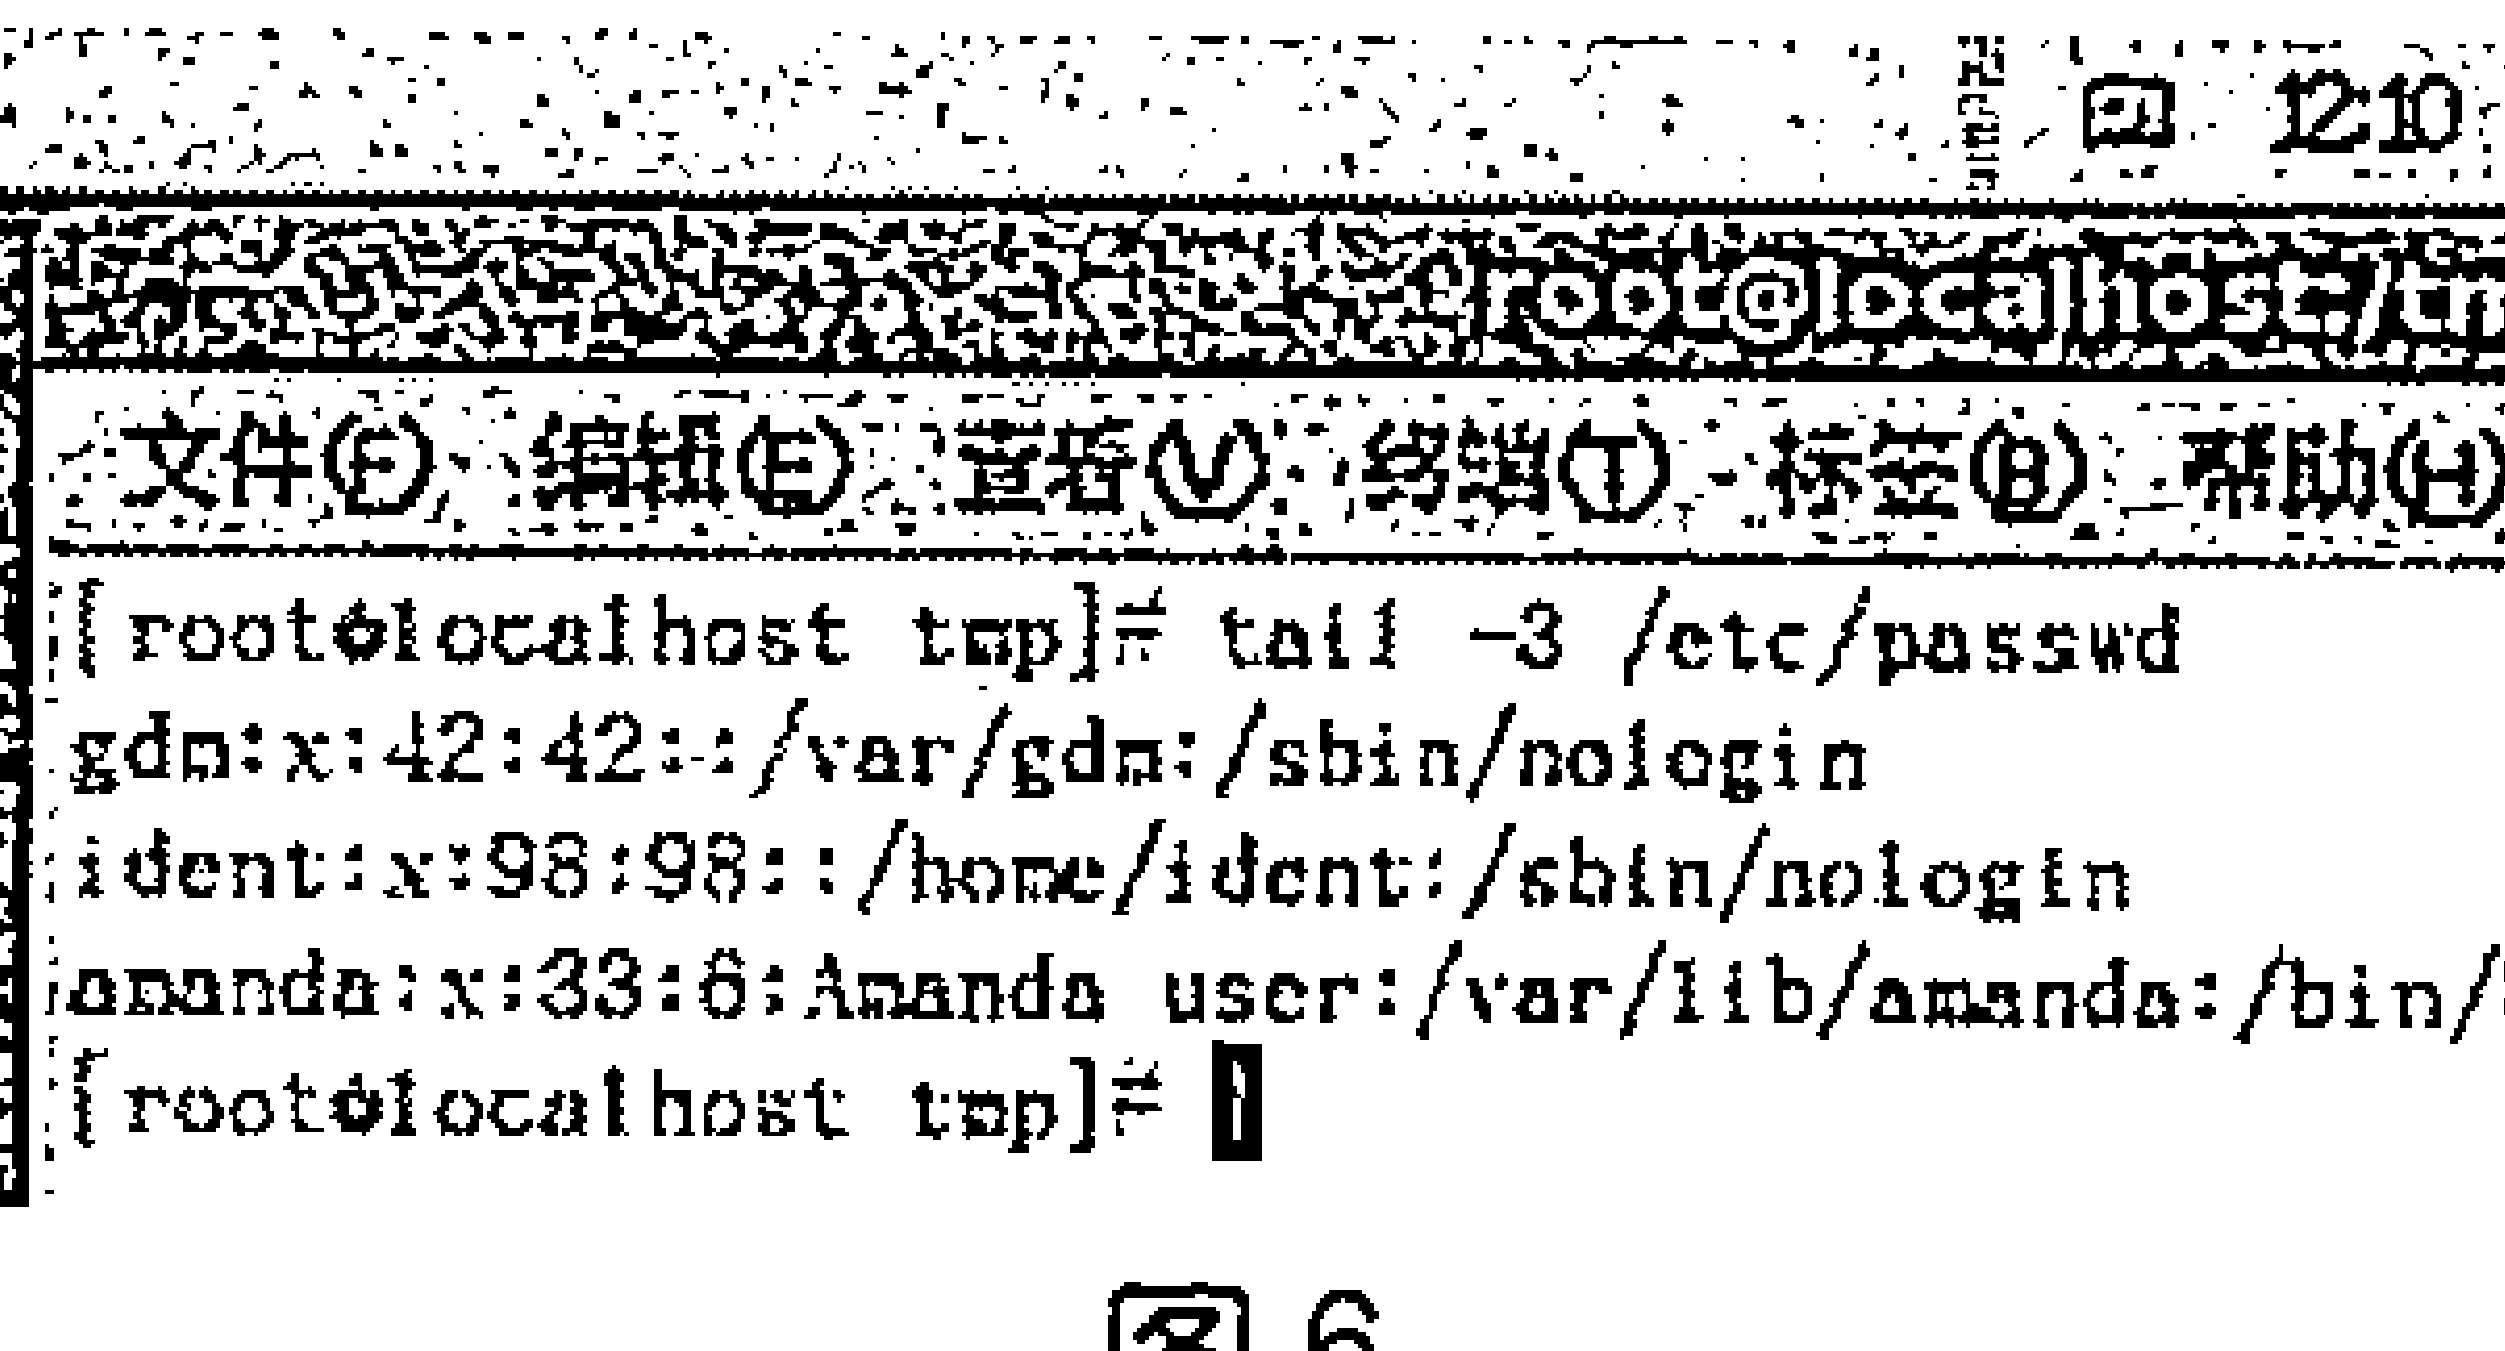 12:10
root@localhost:/tm
文件(F) 编辑(E) 查看(V) 终端(T) 标签(B) 帮助(H)
[root@localhost tmp]# tail -3 /etc/passwd
gdm:x:42:42::/var/gdm:/sbin/nologin
ident:x:98:98::/home/ident:/sbin/nologin
amanda:x:33:6:Amanda user:/var/lib/amanda:/bin/
[root@localhost tmp]#
图 6